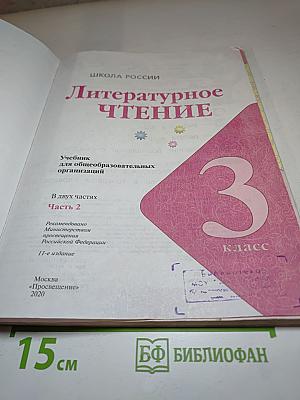 ШКОЛА РОССИИ
Литературное
ЧТЕНИЕ
Учебник
для общеобразовательных
организаций
В двух частях
Часть 2
Рекомендовано
Министерством
просвещения
Российской Федерации
11-е издание
3
класс
Москва
«Просвещение»
2020
Библиотека
15 см
БФ БИБЛИОФАН